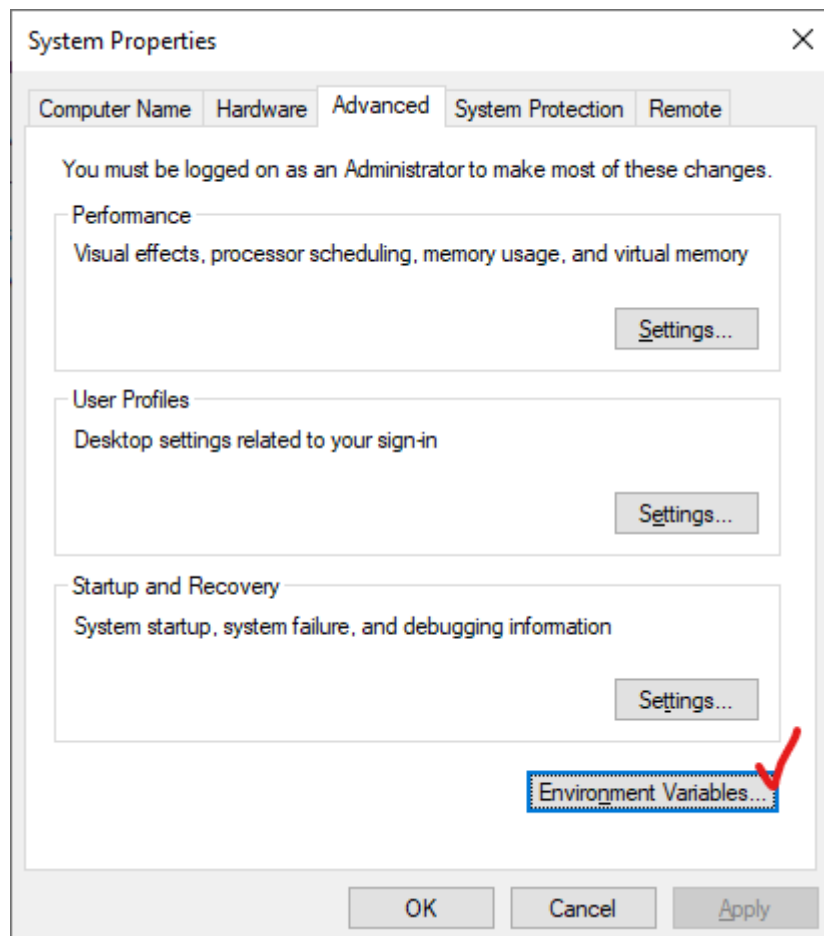 System Properties
Computer Name Hardware Advanced System Protection Remote
You must be logged on as an Administrator to make most of these changes.
Performance
Visual effects, processor scheduling, memory usage, and virtual memory
Settings...
User Profiles
Desktop settings related to your sign-in
Settings...
Startup and Recovery
System startup, system failure, and debugging information
Settings...
Environment Variables...
OK Cancel Apply